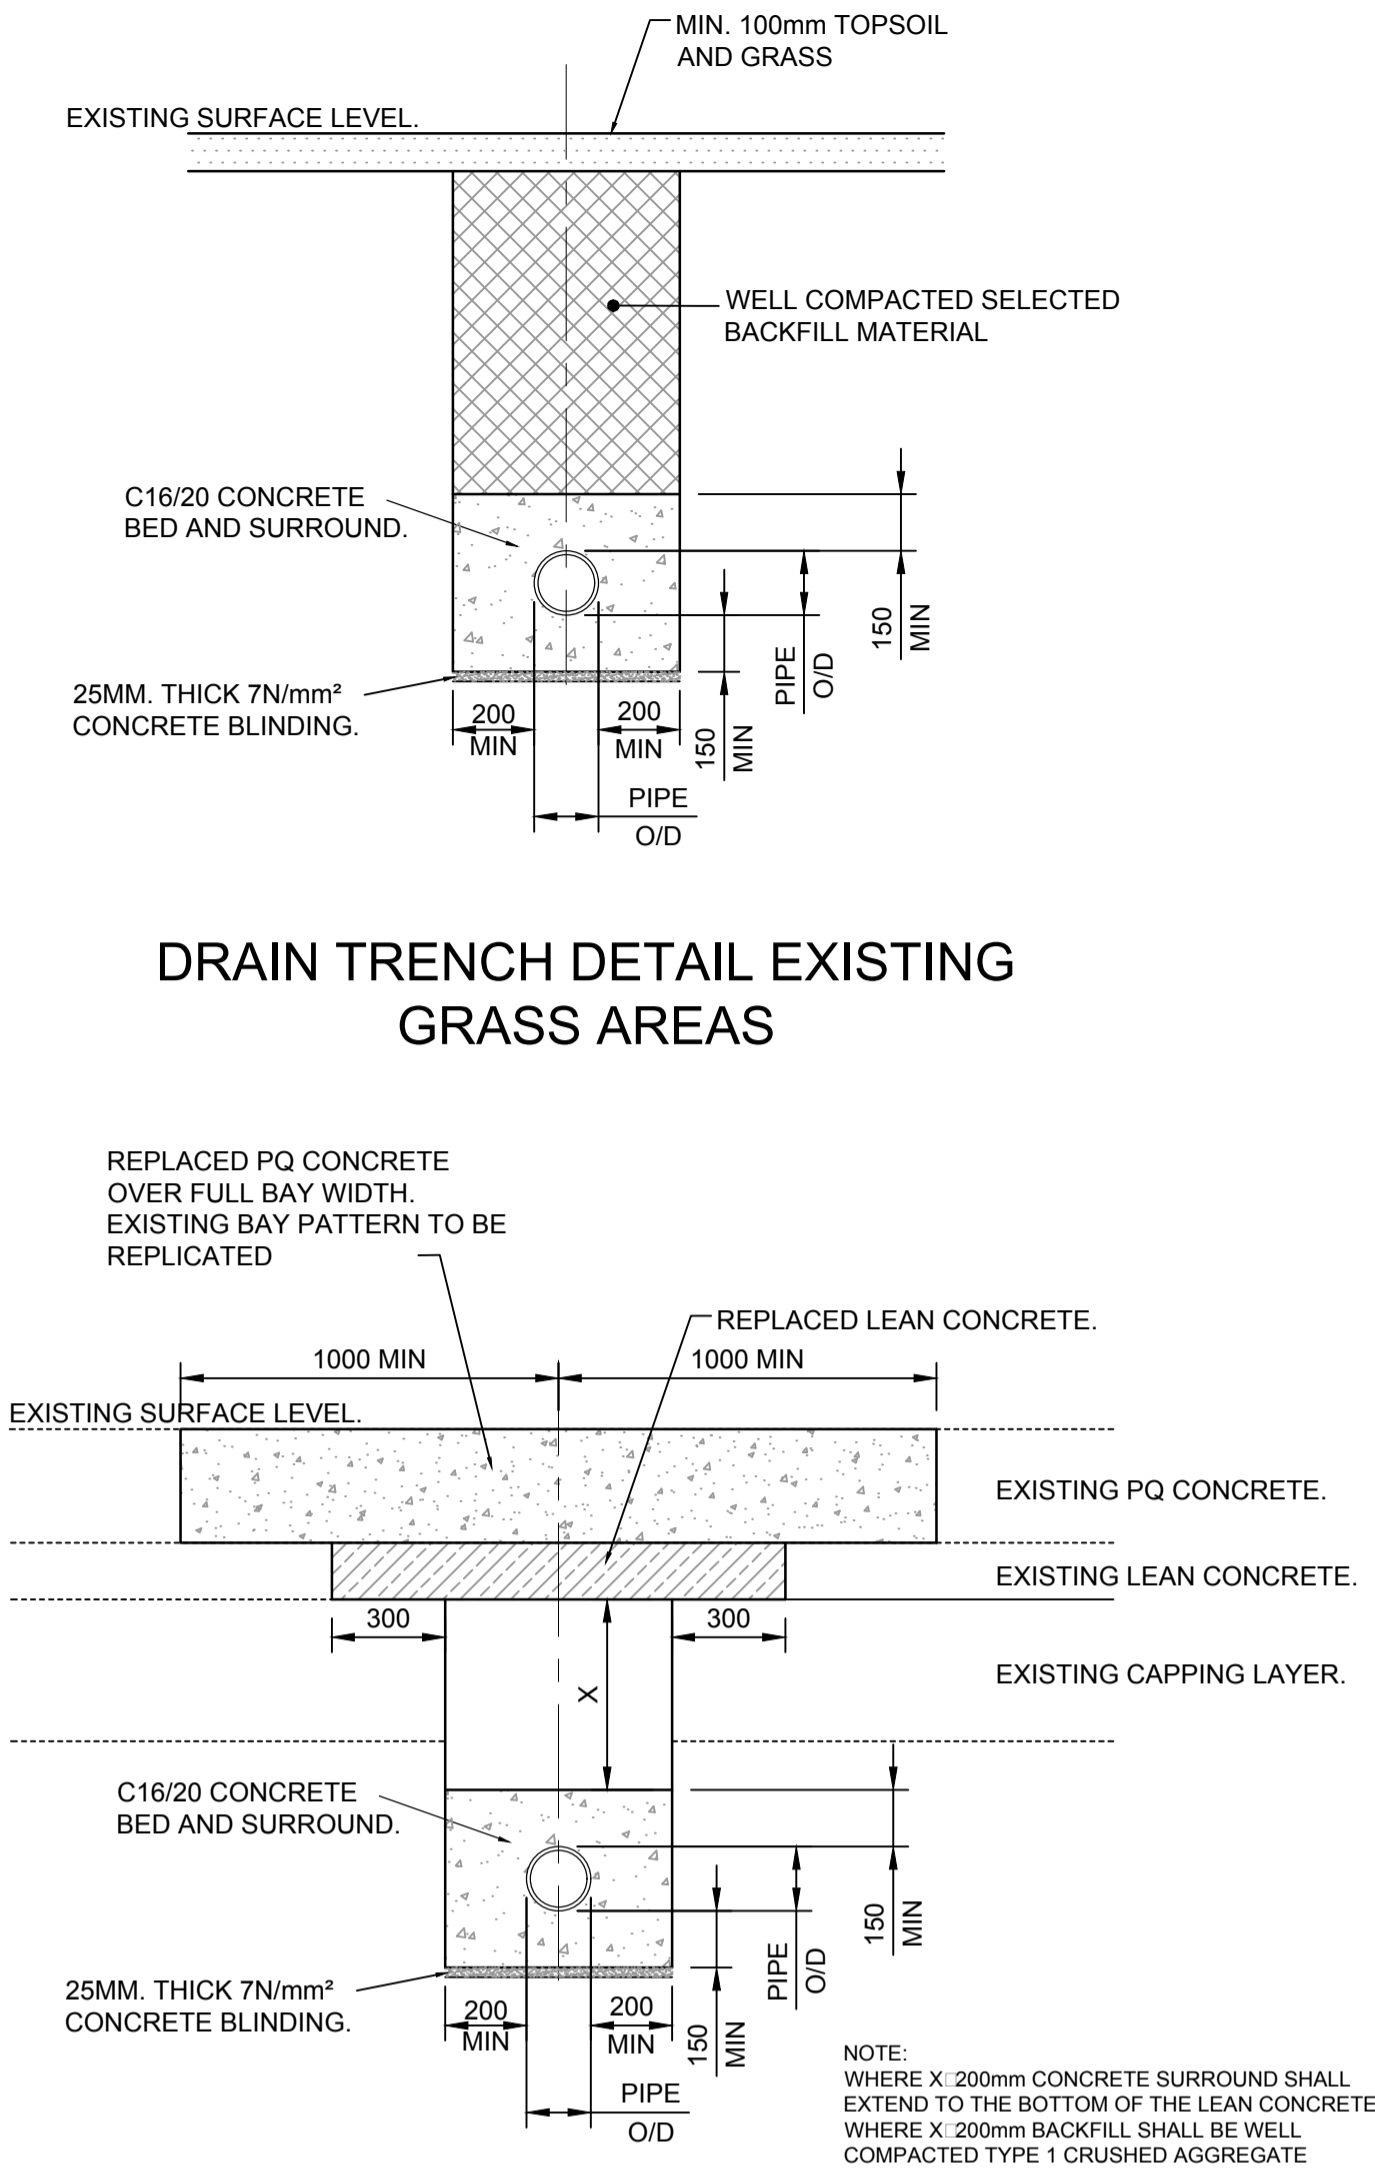 MIN. 100mm TOPSOIL
AND GRASS
EXISTING SURFACE LEVEL.
WELL COMPACTED SELECTED
BACKFILL MATERIAL
C16/20 CONCRETE
BED AND SURROUND.
150
MIN
PIPE
O/D
25MM. THICK 7N/mm²
CONCRETE BLINDING.
200
MIN
200
MIN
150
MIN
PIPE
O/D
DRAIN TRENCH DETAIL EXISTING
GRASS AREAS
REPLACED PQ CONCRETE
OVER FULL BAY WIDTH.
EXISTING BAY PATTERN TO BE
REPLICATED
REPLACED LEAN CONCRETE.
1000 MIN
1000 MIN
EXISTING SURFACE LEVEL.
EXISTING PQ CONCRETE.
EXISTING LEAN CONCRETE.
300
300
EXISTING CAPPING LAYER.
X
C16/20 CONCRETE
BED AND SURROUND.
150
MIN
PIPE
O/D
25MM. THICK 7N/mm²
CONCRETE BLINDING.
200
MIN
200
MIN
150
MIN
PIPE
O/D
NOTE:
WHERE X□200mm CONCRETE SURROUND SHALL
EXTEND TO THE BOTTOM OF THE LEAN CONCRETE
WHERE X□200mm BACKFILL SHALL BE WELL
COMPACTED TYPE 1 CRUSHED AGGREGATE